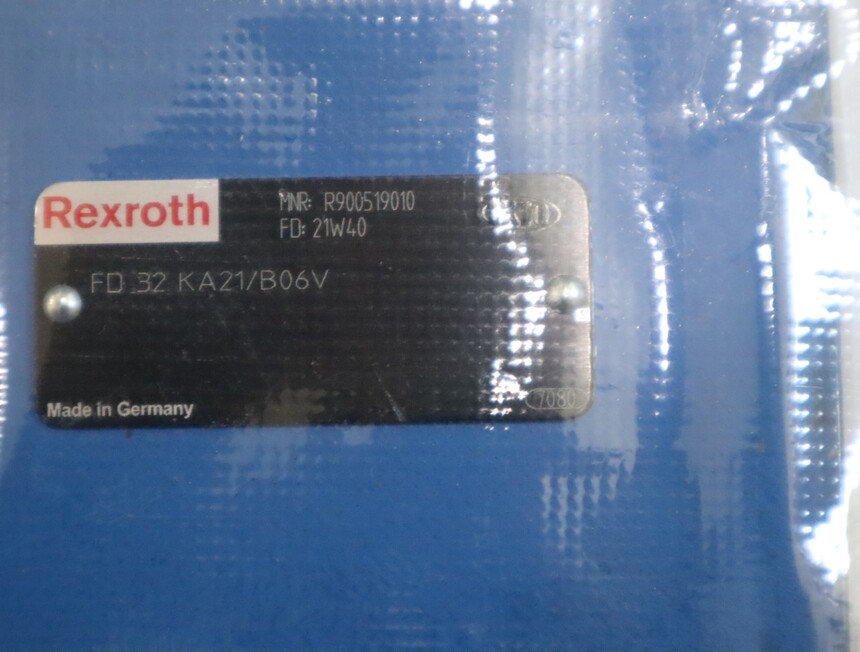 Rexroth
MNR: R900519010
FD: 21W40
FD 32 KA21/B06V
Made in Germany
7080